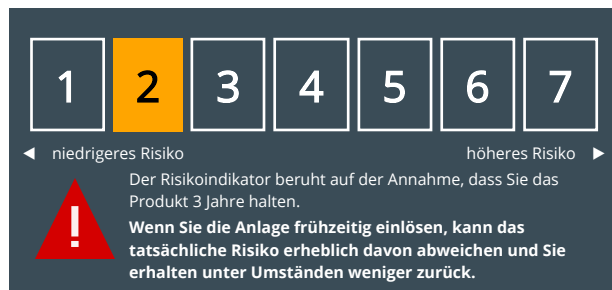 1 2 3 4 5 6 7
◄ niedrigeres Risiko höheres Risiko ►
Der Risikoindikator beruht auf der Annahme, dass Sie das
Produkt 3 Jahre halten.
Wenn Sie die Anlage frühzeitig einlösen, kann das
tatsächliche Risiko erheblich davon abweichen und Sie
erhalten unter Umständen weniger zurück.
!